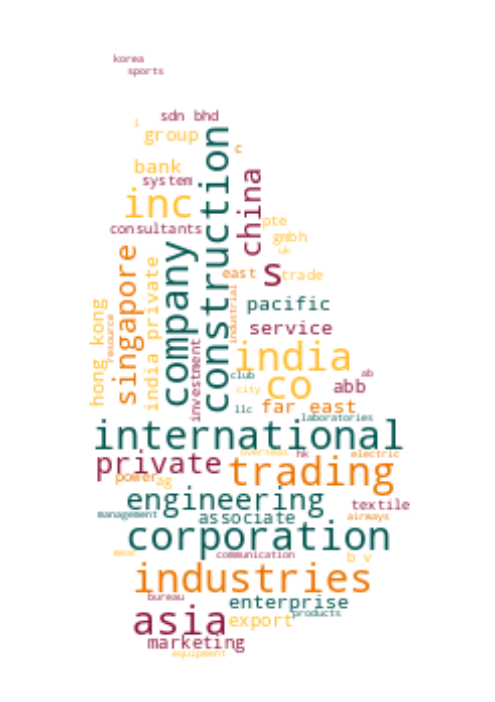 korea
sports
sdn bhd
l
group
c
construction
bank
system
china
inc
consultants
pte
gmbh
uk
company
singapore
india private
east
s
trade
hong kong
resource
industrial
pacific
service
investment
india
club
co
ab
abb
city
llc
far east
laboratories
international
overseas
hk
electric
private
trading
power
ag
engineering
textile
management
associate
airways
corporation
wear
communication
b v
industries
bureau
enterprise
products
asia
export
marketing
equipment